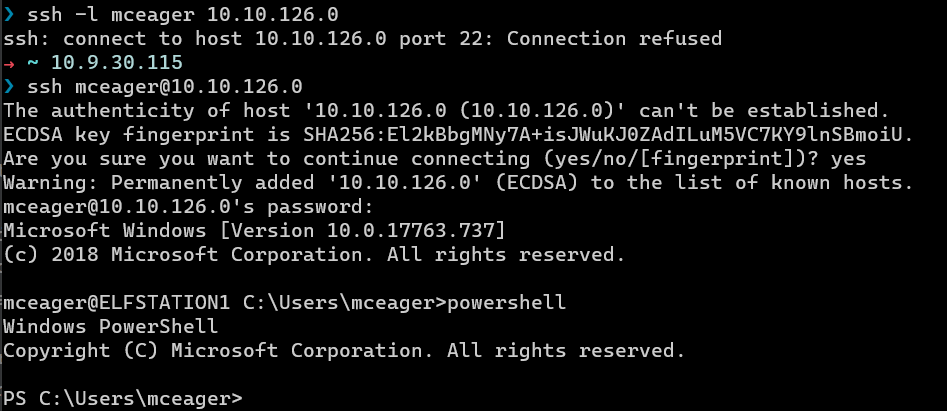 ❯ ssh -l mceager 10.10.126.0
ssh: connect to host 10.10.126.0 port 22: Connection refused
→ ~ 10.9.30.115
❯ ssh mceager@10.10.126.0
The authenticity of host '10.10.126.0 (10.10.126.0)' can't be established.
ECDSA key fingerprint is SHA256:El2kBbgMNy7A+isJWuKJ0ZAdILuM5VC7KY9lnSBmoiU.
Are you sure you want to continue connecting (yes/no/[fingerprint])? yes
Warning: Permanently added '10.10.126.0' (ECDSA) to the list of known hosts.
mceager@10.10.126.0's password:
Microsoft Windows [Version 10.0.17763.737]
(c) 2018 Microsoft Corporation. All rights reserved.
mceager@ELFSTATION1 C:\Users\mceager>powershell
Windows PowerShell
Copyright (C) Microsoft Corporation. All rights reserved.
PS C:\Users\mceager>